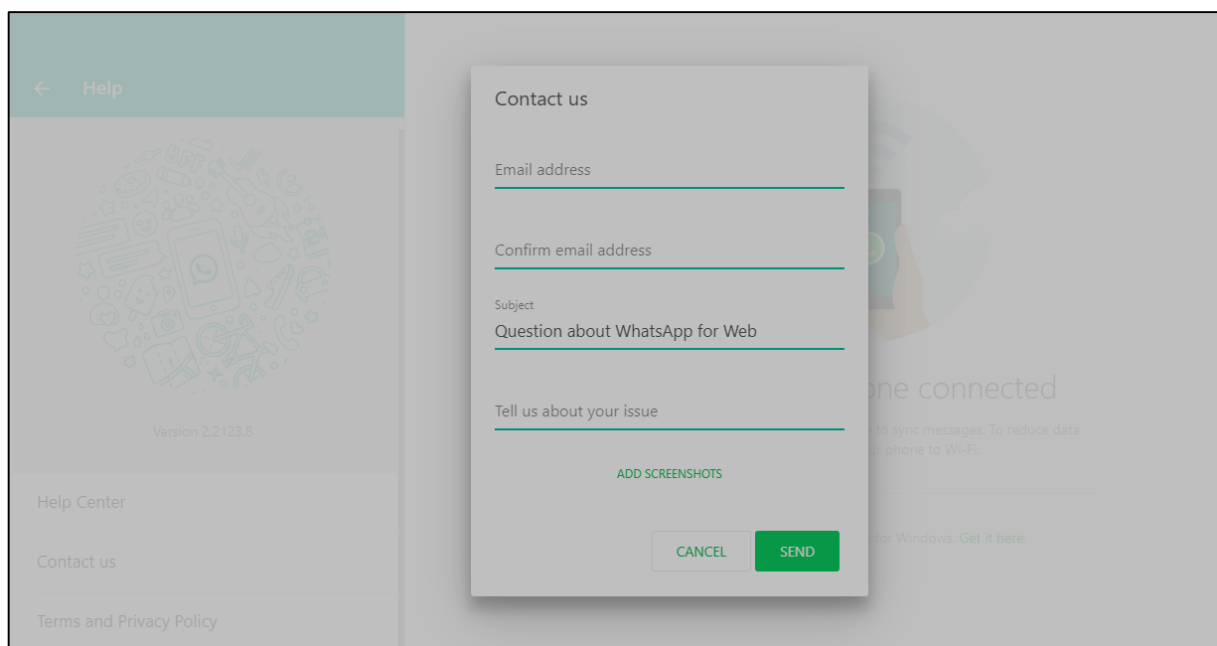 Help
Version 2.2123.8
Help Center
Contact us
Terms and Privacy Policy
Contact us
Email address
Confirm email address
Subject
Question about WhatsApp for Web
Tell us about your issue
ADD SCREENSHOTS
CANCEL
SEND
one connected
to sync messages. To reduce data
phone to Wi-Fi.
for Windows. Get it here.